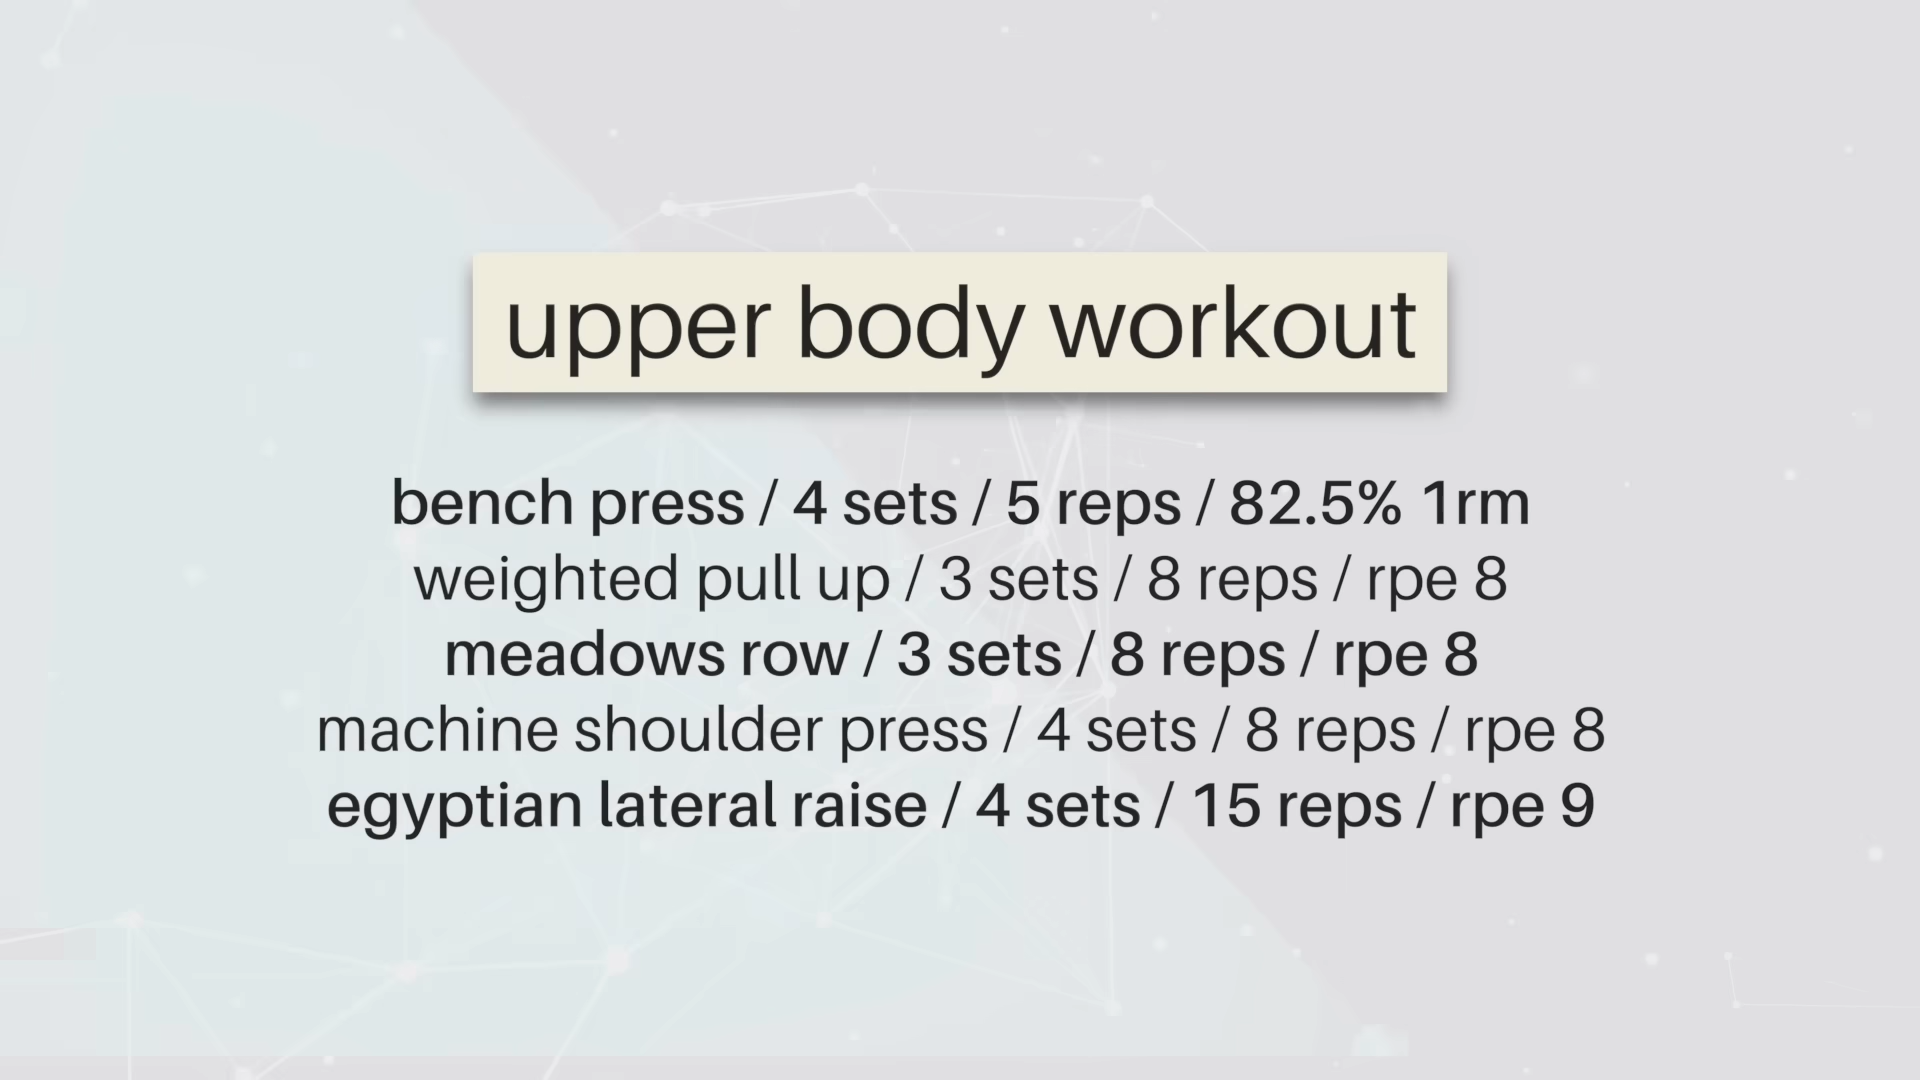 upper body workout
bench press / 4 sets / 5 reps / 82.5% 1rm
weighted pull up / 3 sets / 8 reps / rpe 8
meadows row / 3 sets / 8 reps / rpe 8
machine shoulder press / 4 sets / 8 reps / rpe 8
egyptian lateral raise / 4 sets / 15 reps / rpe 9